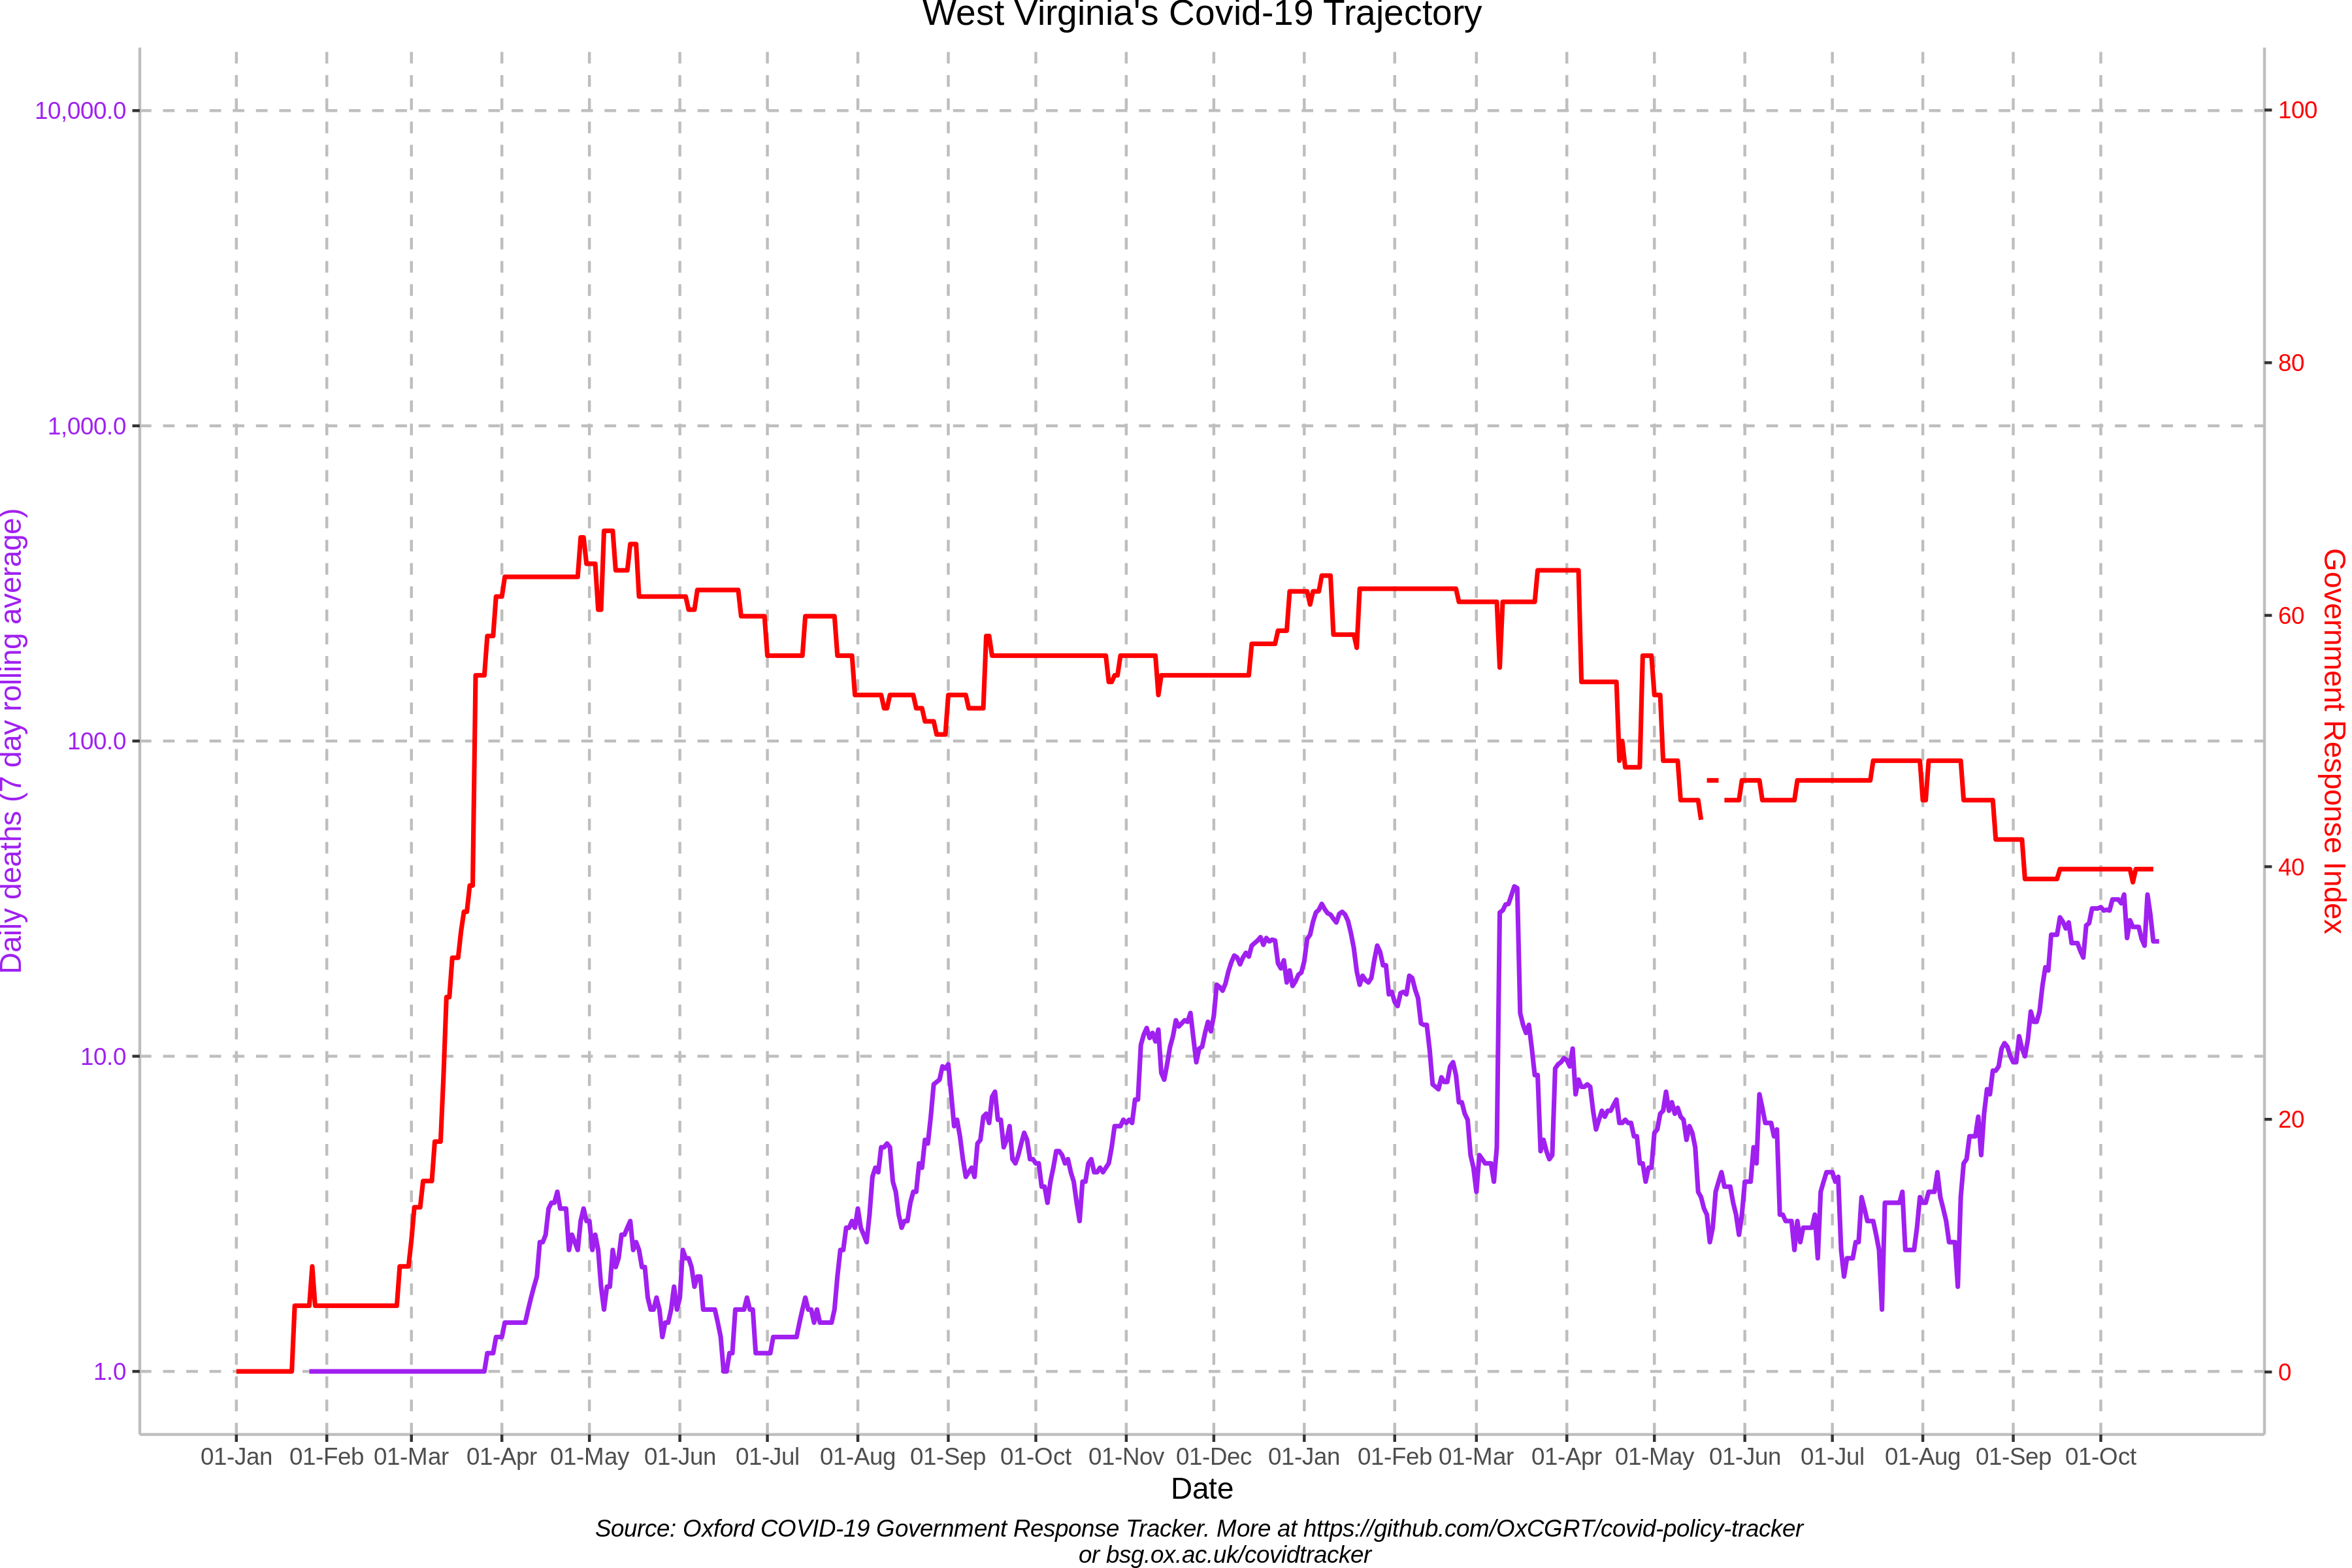 West Virginia's Covid-19 Trajectory
10,000.0
1,000.0
100.0
10.0
1.0
Daily deaths (7 day rolling average)
100
80
60
40
20
0
Government Response Index
01-Jan 01-Feb 01-Mar 01-Apr 01-May 01-Jun 01-Jul 01-Aug 01-Sep 01-Oct 01-Nov 01-Dec 01-Jan 01-Feb 01-Mar 01-Apr 01-May 01-Jun 01-Jul 01-Aug 01-Sep 01-Oct
Date
Source: Oxford COVID-19 Government Response Tracker. More at https://github.com/OxCGRT/covid-policy-tracker
or bsg.ox.ac.uk/covidtracker